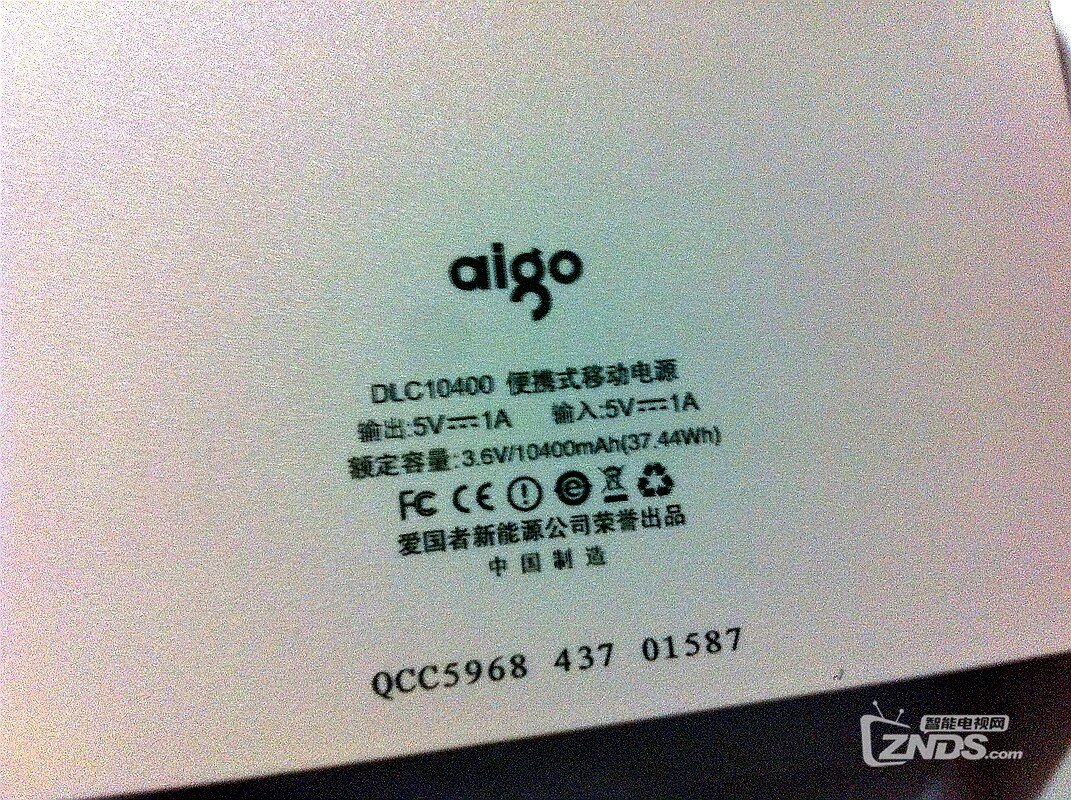 aigo
DLC10400 便携式移动电源
输出:5V⎓1A 输入:5V⎓1A
额定容量:3.6V/10400mAh(37.44Wh)
FC CE
爱国者新能源公司荣誉出品
中国制造
QCC5968 437 01587
智能电视网
ZNDS.com